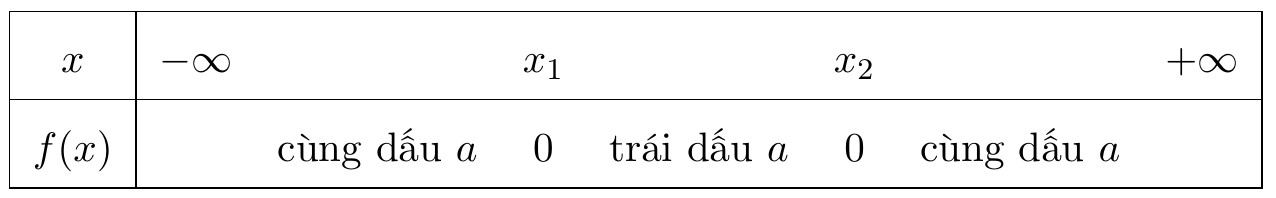 x −∞ x₁ x₂ +∞
f(x) cùng dấu a 0 trái dấu a 0 cùng dấu a